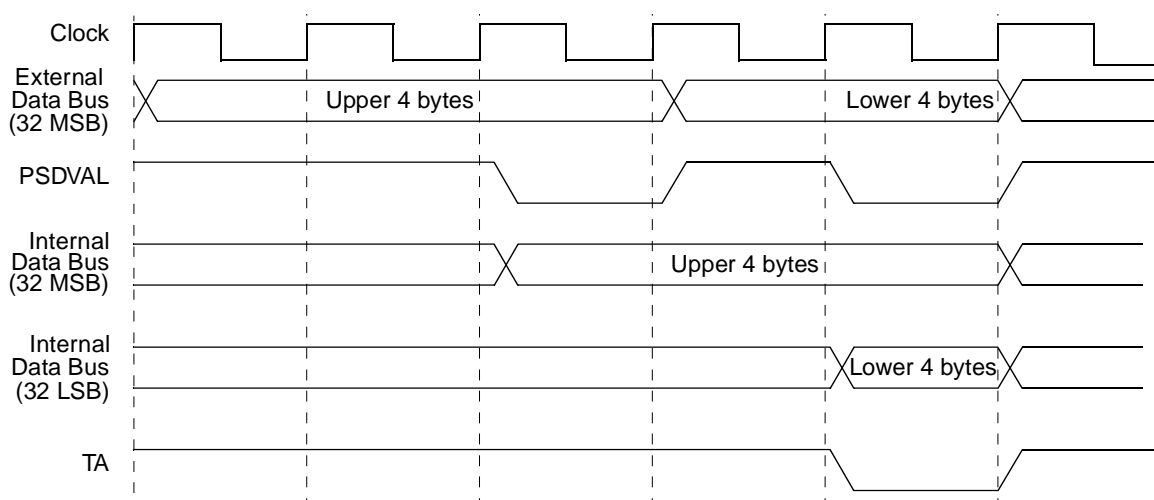 Clock
External
Data Bus
(32 MSB)
Upper 4 bytes
Lower 4 bytes
PSDVAL
Internal
Data Bus
(32 MSB)
Upper 4 bytes
Internal
Data Bus
(32 LSB)
Lower 4 bytes
TA